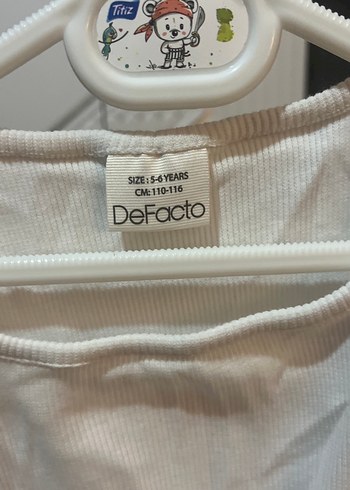 Titiz
SIZE : 5-6 YEARS
CM: 110-116
DeFacto